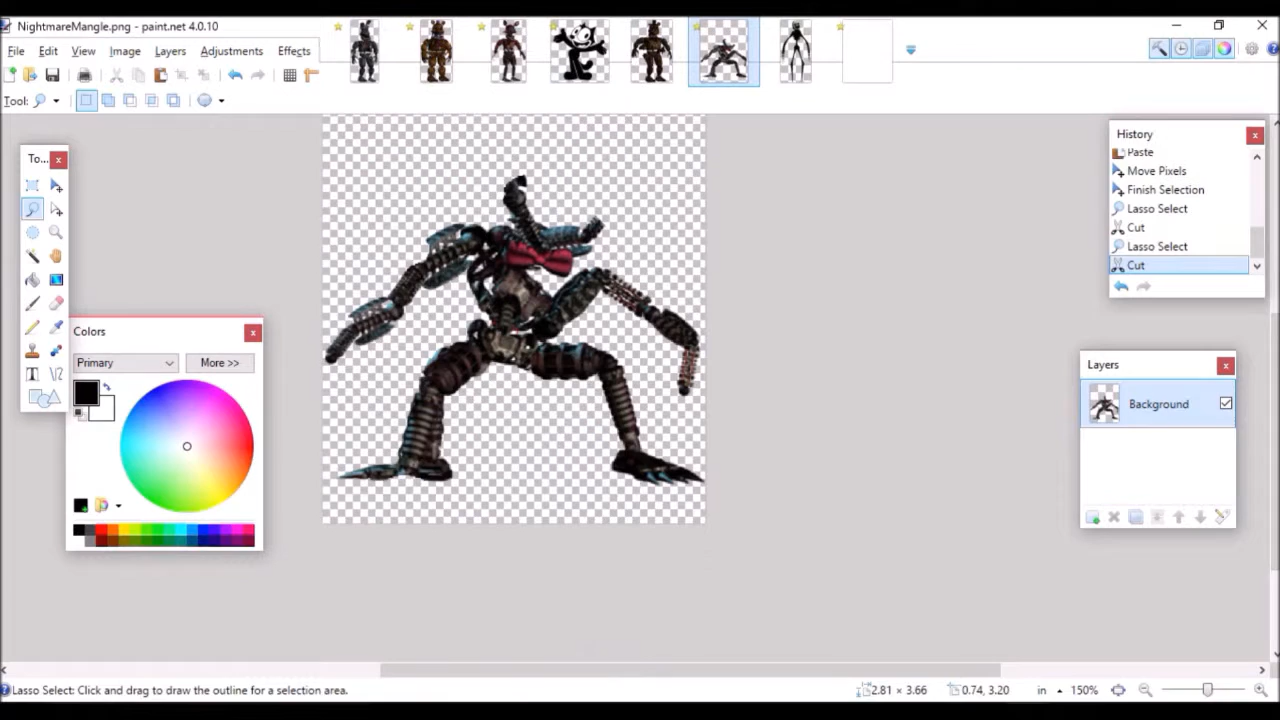 NightmareMangle.png - paint.net 4.0.10
File Edit View Image Layers Adjustments Effects
Tool:
To...
History
Paste
Move Pixels
Finish Selection
Lasso Select
Cut
Lasso Select
Cut
Colors
Primary More >>
Layers
Background
Lasso Select: Click and drag to draw the outline for a selection area.
2.81 × 3.66 0.74, 3.20 in 150%